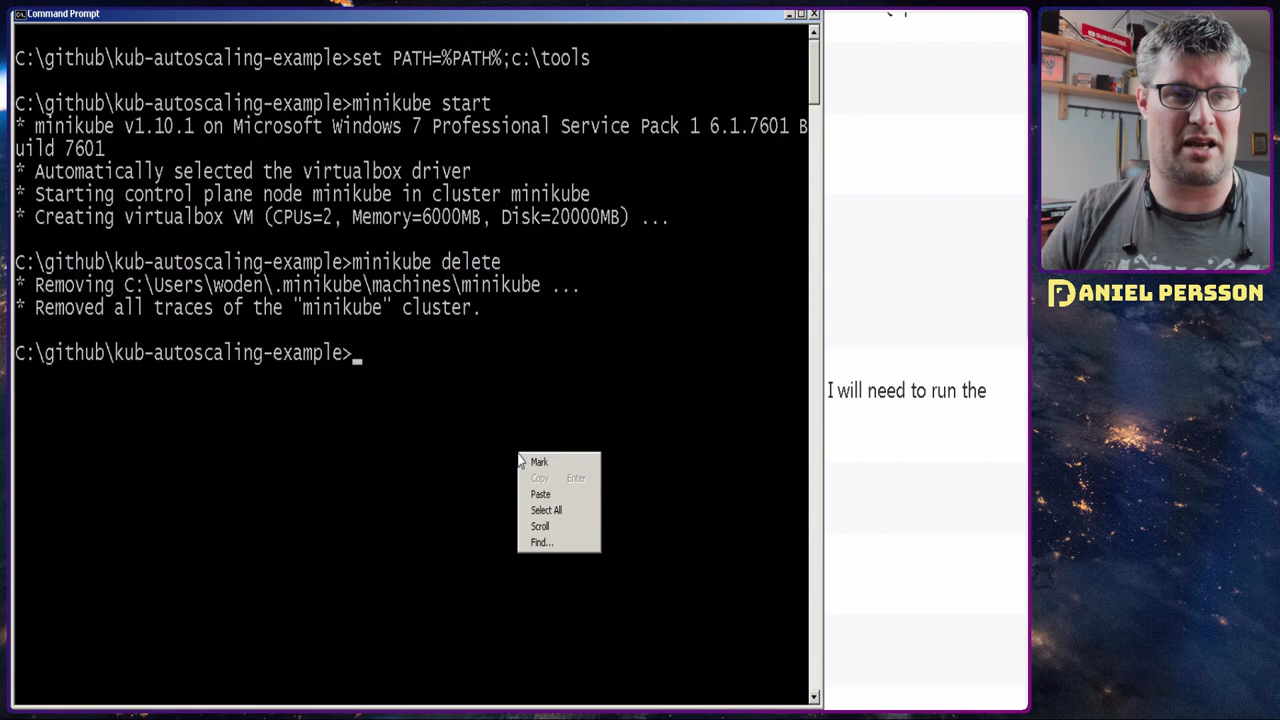 Command Prompt
C:\github\kub-autoscaling-example>set PATH=%PATH%;c:\tools
C:\github\kub-autoscaling-example>minikube start
* minikube v1.10.1 on Microsoft Windows 7 Professional Service Pack 1 6.1.7601 B
uild 7601
* Automatically selected the virtualbox driver
* Starting control plane node minikube in cluster minikube
* Creating virtualbox VM (CPUs=2, Memory=6000MB, Disk=20000MB) ...
C:\github\kub-autoscaling-example>minikube delete
* Removing C:\Users\woden\.minikube\machines\minikube ...
* Removed all traces of the "minikube" cluster.
C:\github\kub-autoscaling-example>_
Mark
Copy Enter
Paste
Select All
Scroll
Find...
I will need to run the
SUBSCRIBE
DANIEL PERSSON